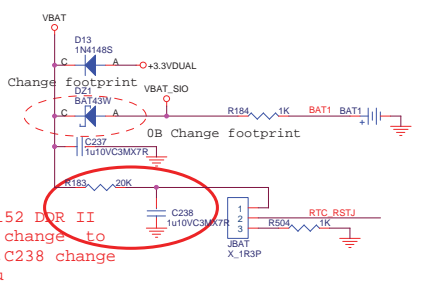 VBAT
D13
1N4148S
C A
+3.3VDUAL
Change footprint
DZ1
BAT43W
VBAT_SIO
C A
R184 1K
BAT1 BAT1
+
0B Change footprint
C237
1u10VC3MX7R
R183 20K
C238
1u10VC3MX7R
1
2
3
RTC_RSTJ
R504 1K
JBAT
X_1R3P
152 DDR II
change to
C238 change